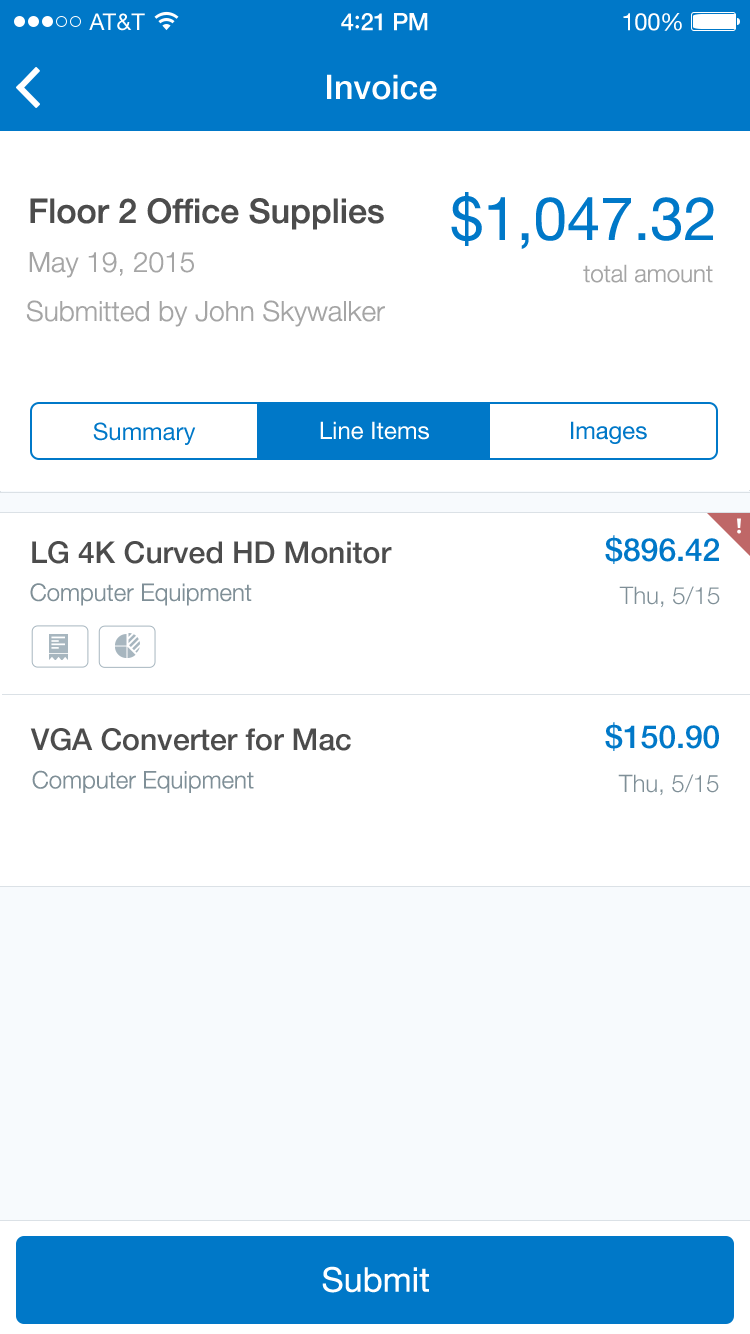 AT&T 4:21 PM 100%
Invoice
Floor 2 Office Supplies
$1,047.32
May 19, 2015
total amount
Submitted by John Skywalker
Summary Line Items Images
!
LG 4K Curved HD Monitor $896.42
Computer Equipment Thu, 5/15
VGA Converter for Mac $150.90
Computer Equipment Thu, 5/15
Submit